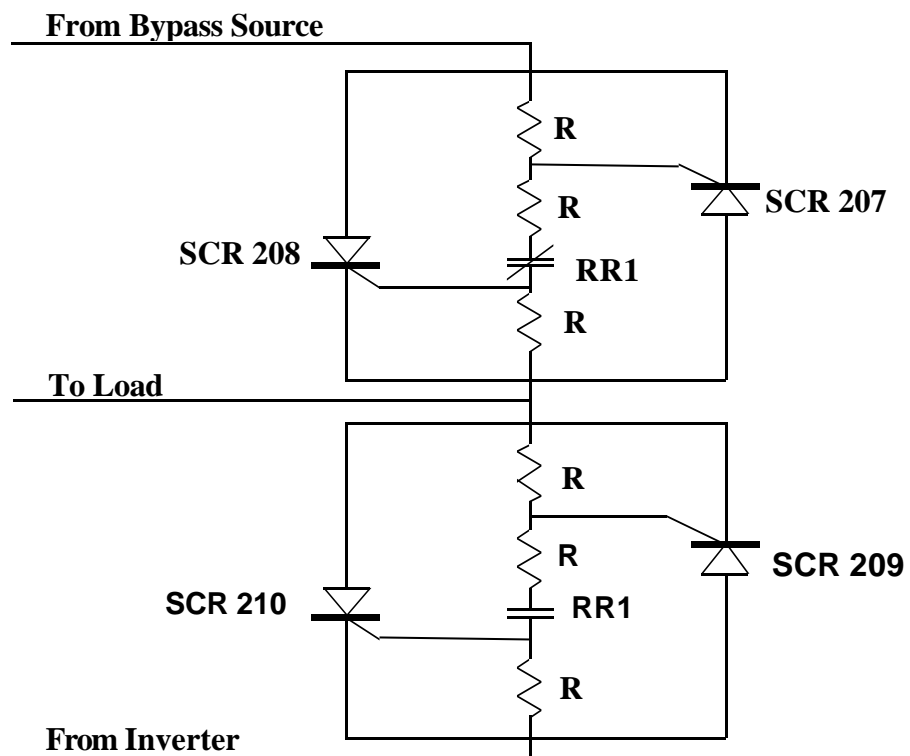 From Bypass Source
R
SCR 207
R
SCR 208
RR1
R
To Load
R
R
SCR 209
SCR 210
RR1
R
From Inverter